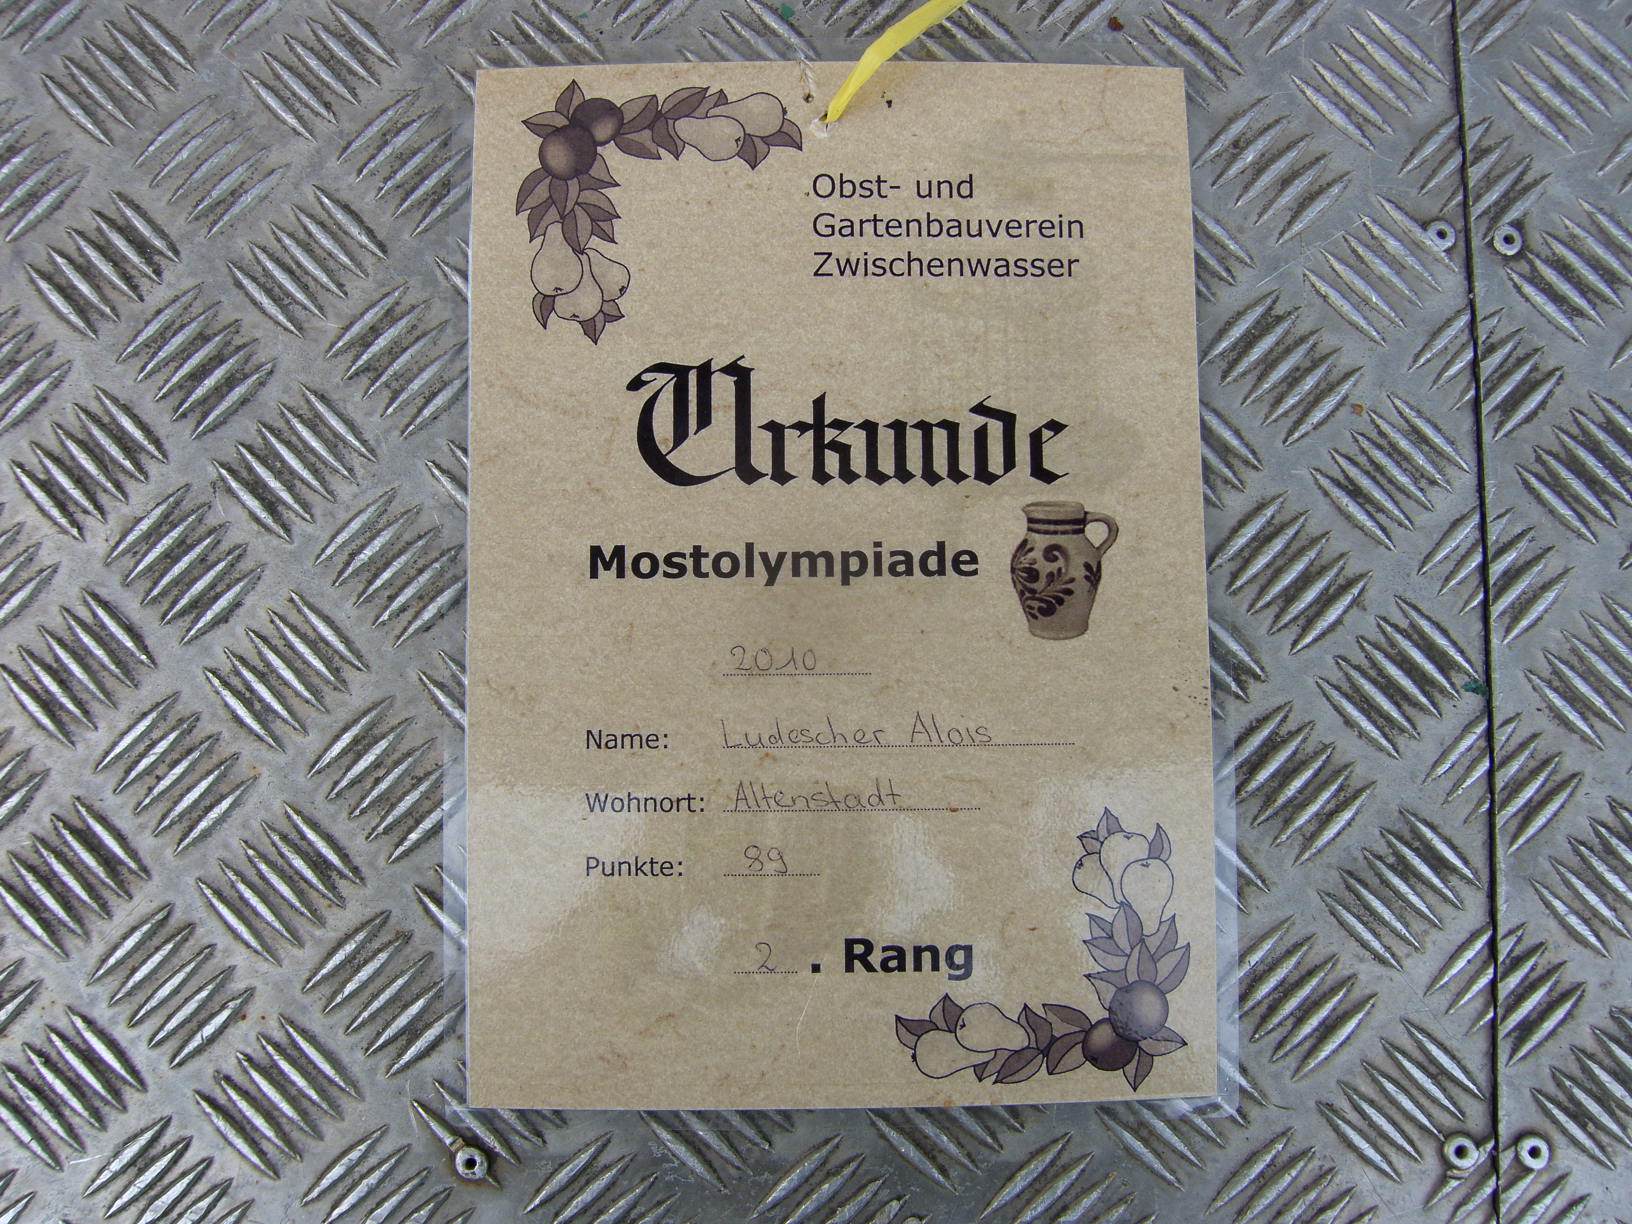 Obst- und
Gartenbauverein
Zwischenwasser
Urkunde
Mostolympiade
2010
Name: Ludescher Alois
Wohnort: Altenstadt
Punkte: 89
2. Rang